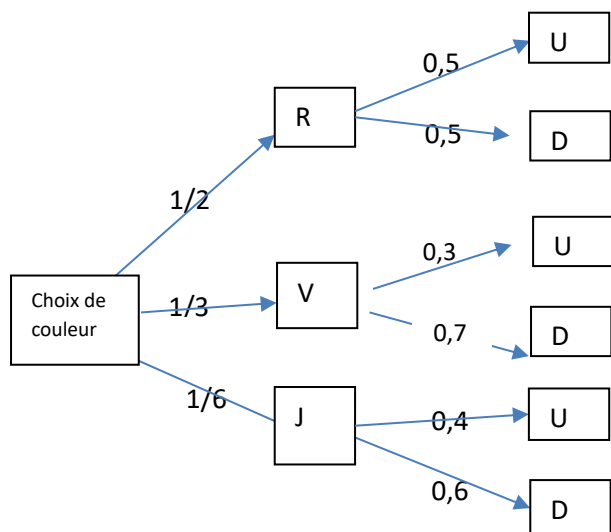 U
0,5
R
0,5
D
1/2
U
0,3
V
Choix de
couleur
1/3
0,7
D
1/6
J
U
0,4
0,6
D